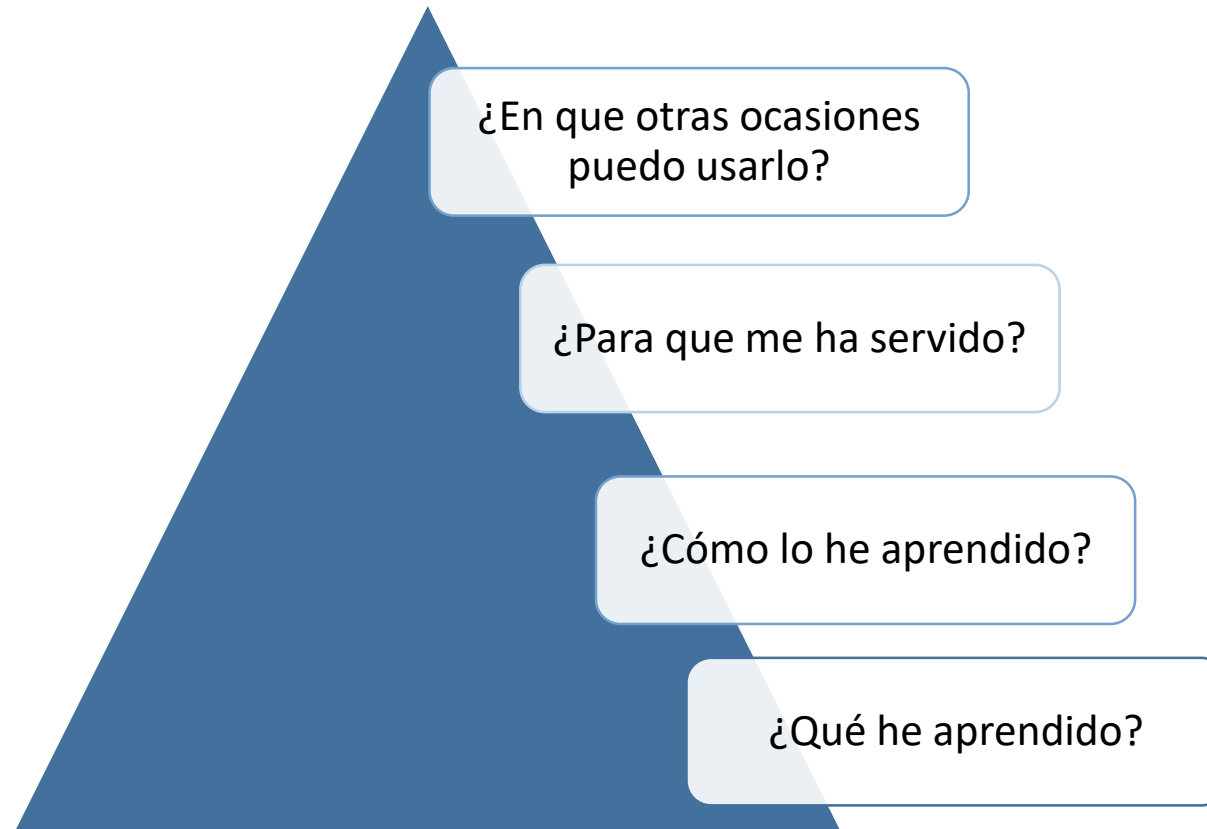 ¿En que otras ocasiones
puedo usarlo?
¿Para que me ha servido?
¿Cómo lo he aprendido?
¿Qué he aprendido?